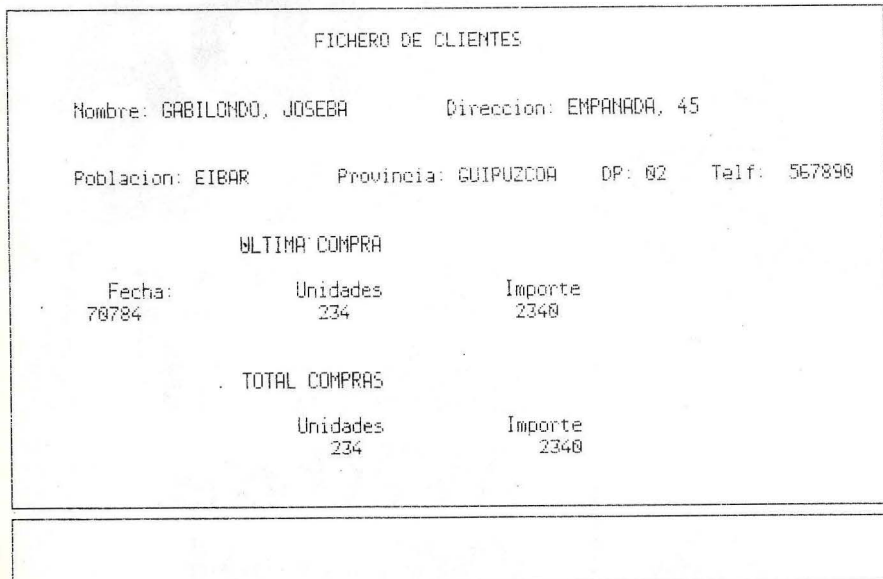 FICHERO DE CLIENTES
Nombre: GABILONDO, JOSEBA Direccion: EMPANADA, 45
Poblacion: EIBAR Provincia: GUIPUZCOA DP: 02 Telf: 567890
ULTIMA COMPRA
Fecha: Unidades Importe
70784 234 2340
TOTAL COMPRAS
Unidades Importe
234 2340